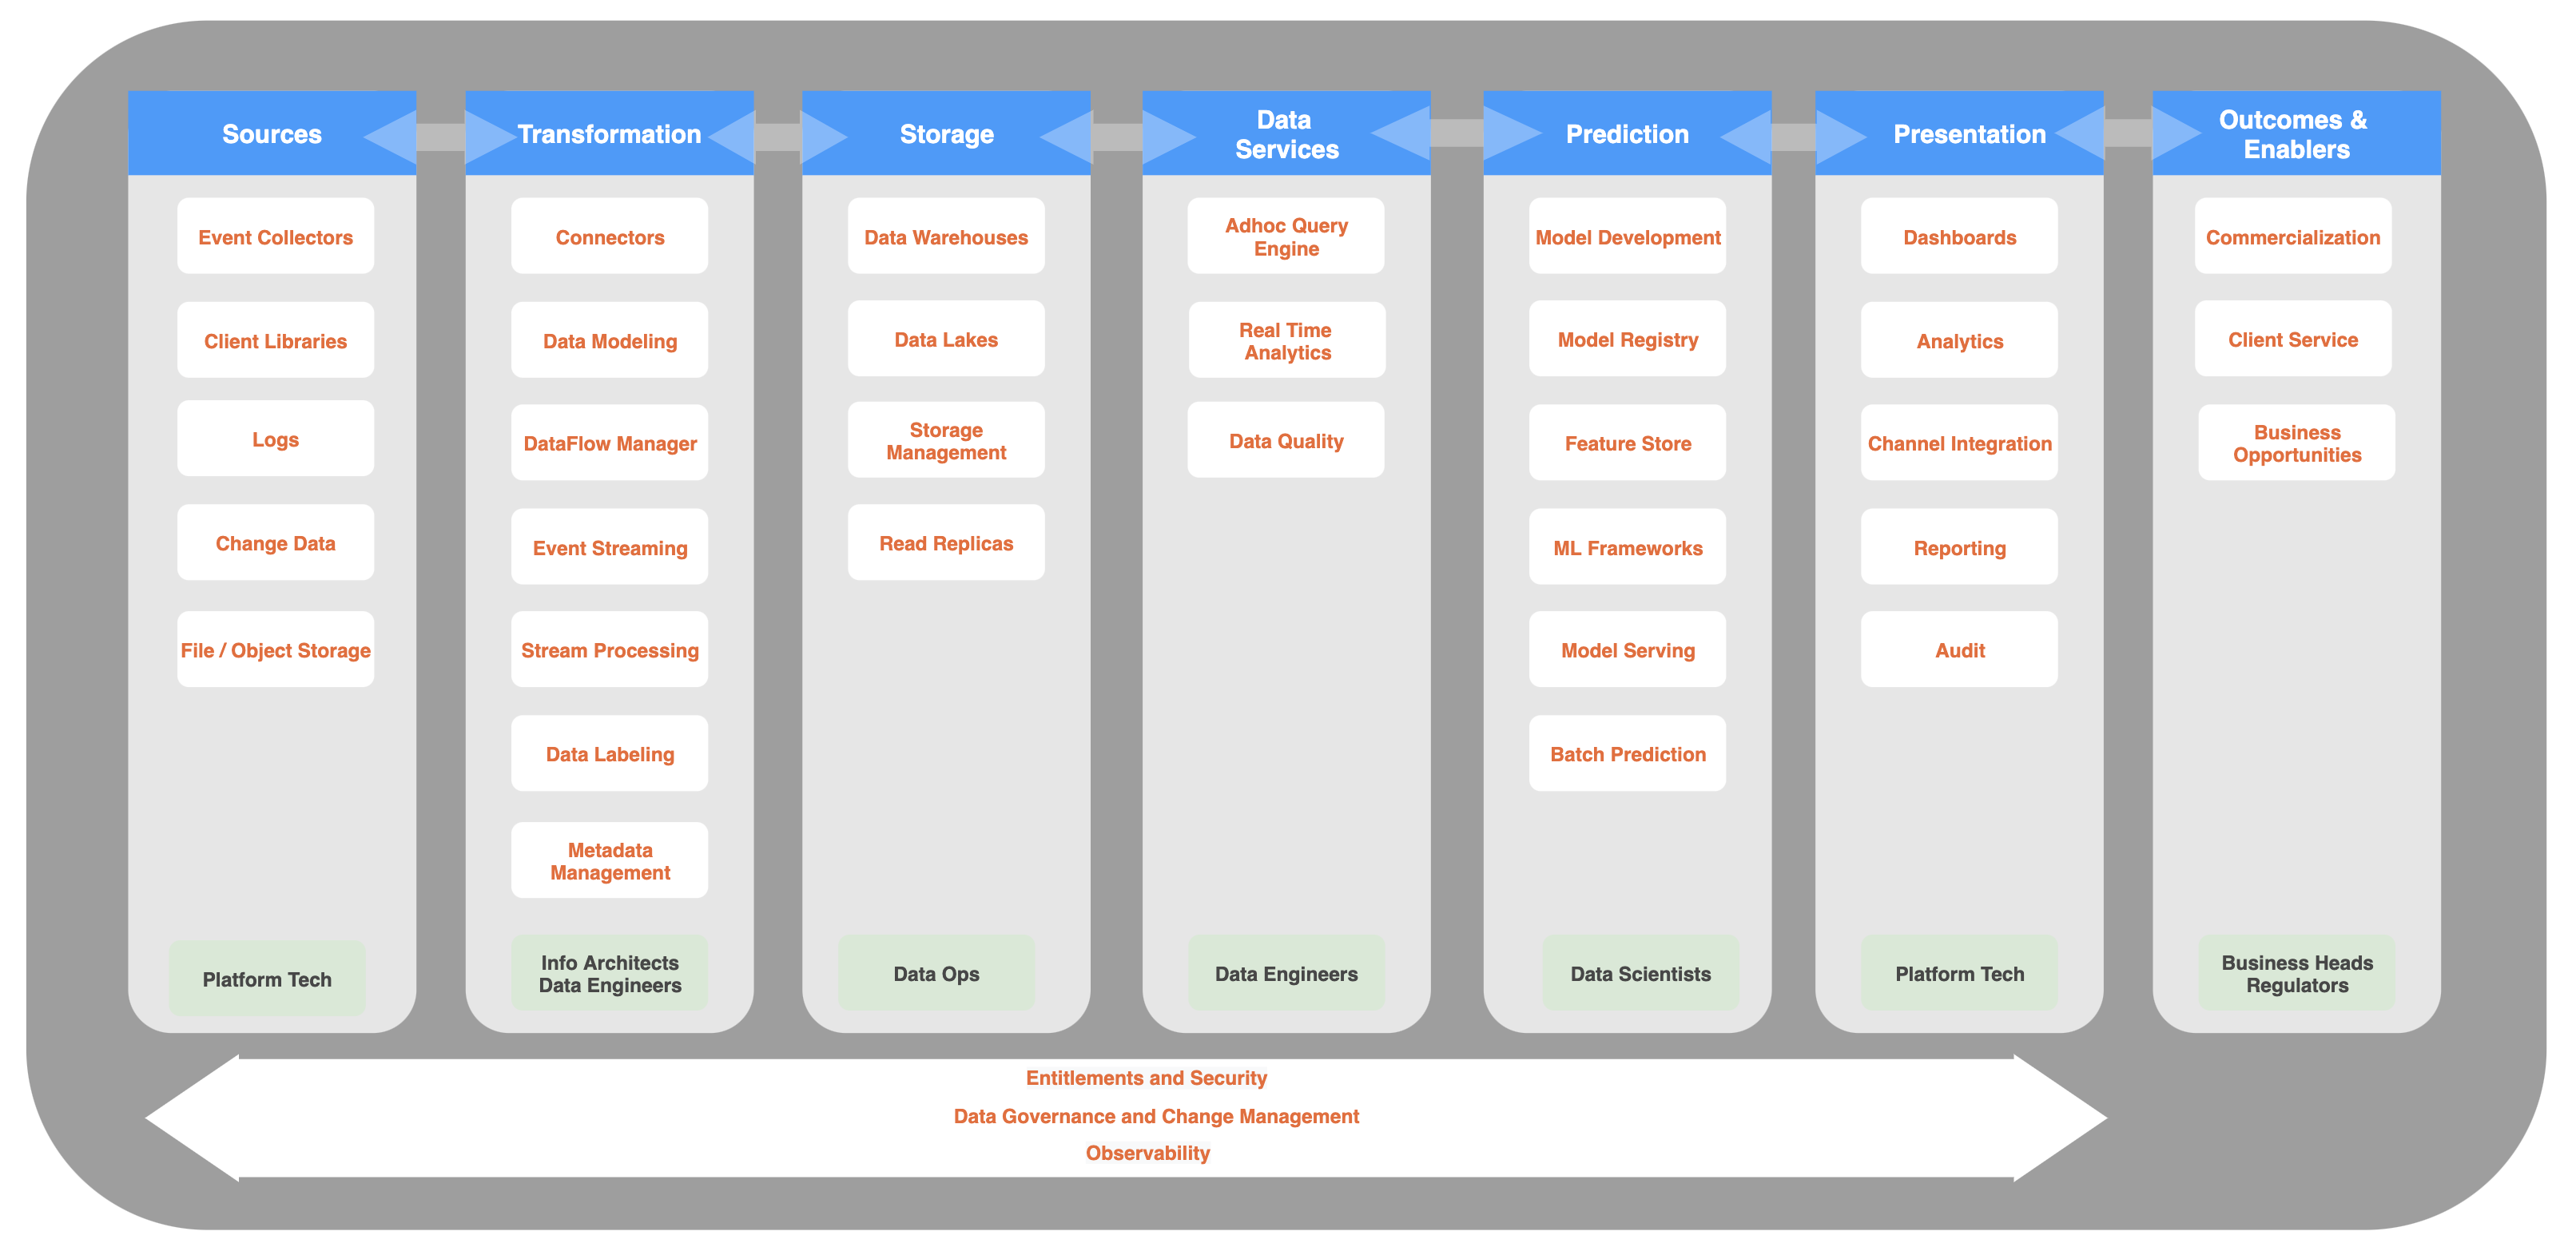 Sources
Event Collectors
Client Libraries
Logs
Change Data
File / Object Storage
Platform Tech
Transformation
Connectors
Data Modeling
DataFlow Manager
Event Streaming
Stream Processing
Data Labeling
Metadata
Management
Info Architects
Data Engineers
Storage
Data Warehouses
Data Lakes
Storage
Management
Read Replicas
Data Ops
Data
Services
Adhoc Query
Engine
Real Time
Analytics
Data Quality
Data Engineers
Prediction
Model Development
Model Registry
Feature Store
ML Frameworks
Model Serving
Batch Prediction
Data Scientists
Presentation
Dashboards
Analytics
Channel Integration
Reporting
Audit
Platform Tech
Outcomes &
Enablers
Commercialization
Client Service
Business
Opportunities
Business Heads
Regulators
Entitlements and Security
Data Governance and Change Management
Observability